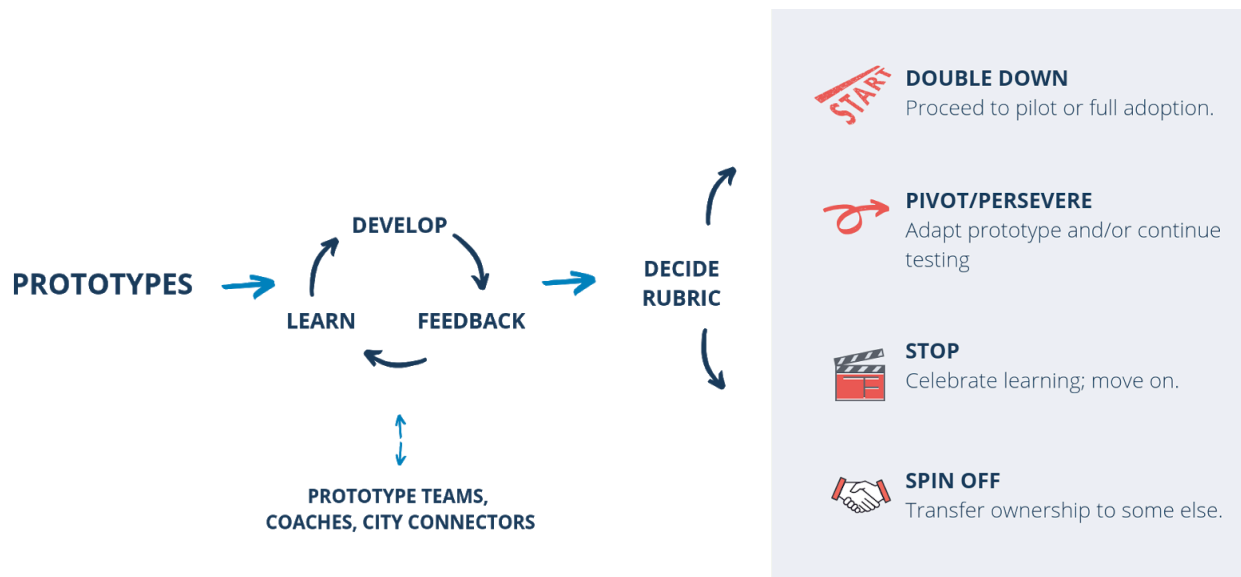 PROTOTYPES
DEVELOP
LEARN
FEEDBACK
PROTOTYPE TEAMS,
COACHES, CITY CONNECTORS
DECIDE
RUBRIC
START
DOUBLE DOWN
Proceed to pilot or full adoption.
PIVOT/PERSEVERE
Adapt prototype and/or continue
testing
STOP
Celebrate learning; move on.
SPIN OFF
Transfer ownership to some else.